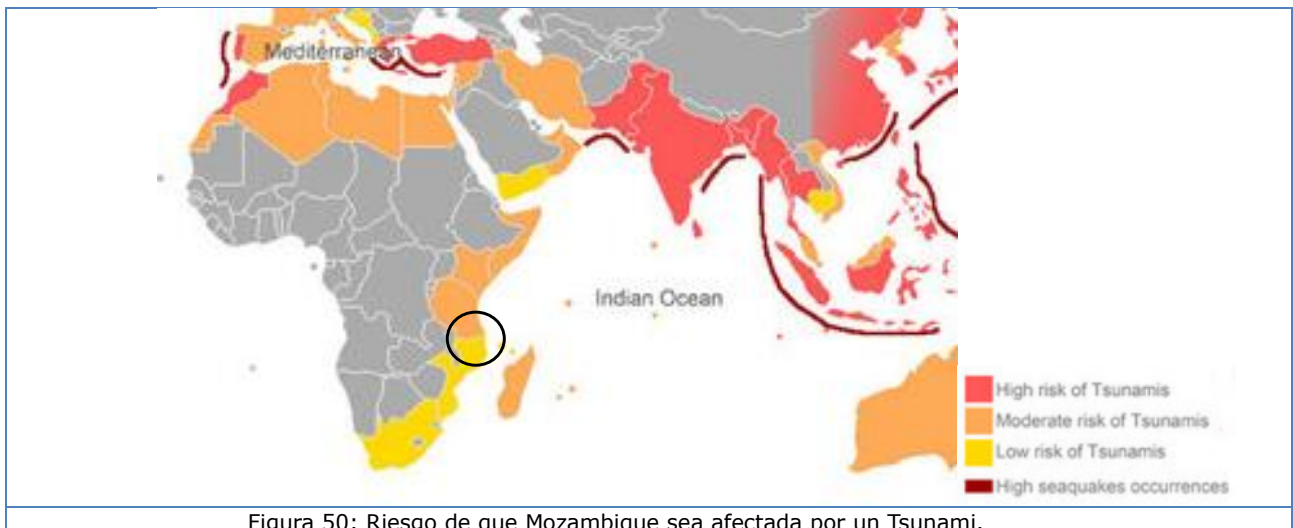 Mediterranean
Indian Ocean
High risk of Tsunamis
Moderate risk of Tsunamis
Low risk of Tsunamis
High seaquakes occurrences
Figura 50: Riesgo de que Mozambique sea afectada por un Tsunami.